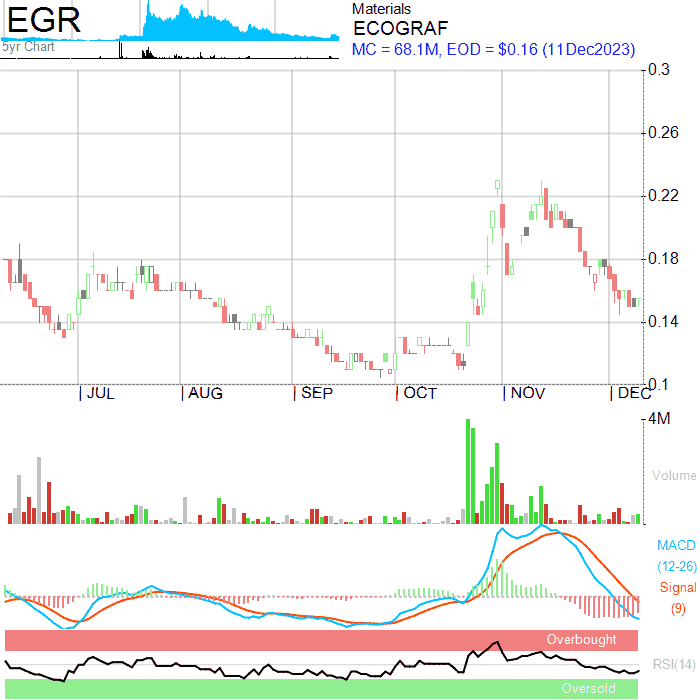 EGR
5yr Chart
Materials
ECOGRAF
MC = 68.1M, EOD = $0.16 (11Dec2023)
0.3
0.26
0.22
0.18
0.14
0.1
JUL AUG SEP OCT NOV DEC
4M
Volume
MACD
(12-26)
Signal
(9)
Overbought
RSI(14)
Oversold